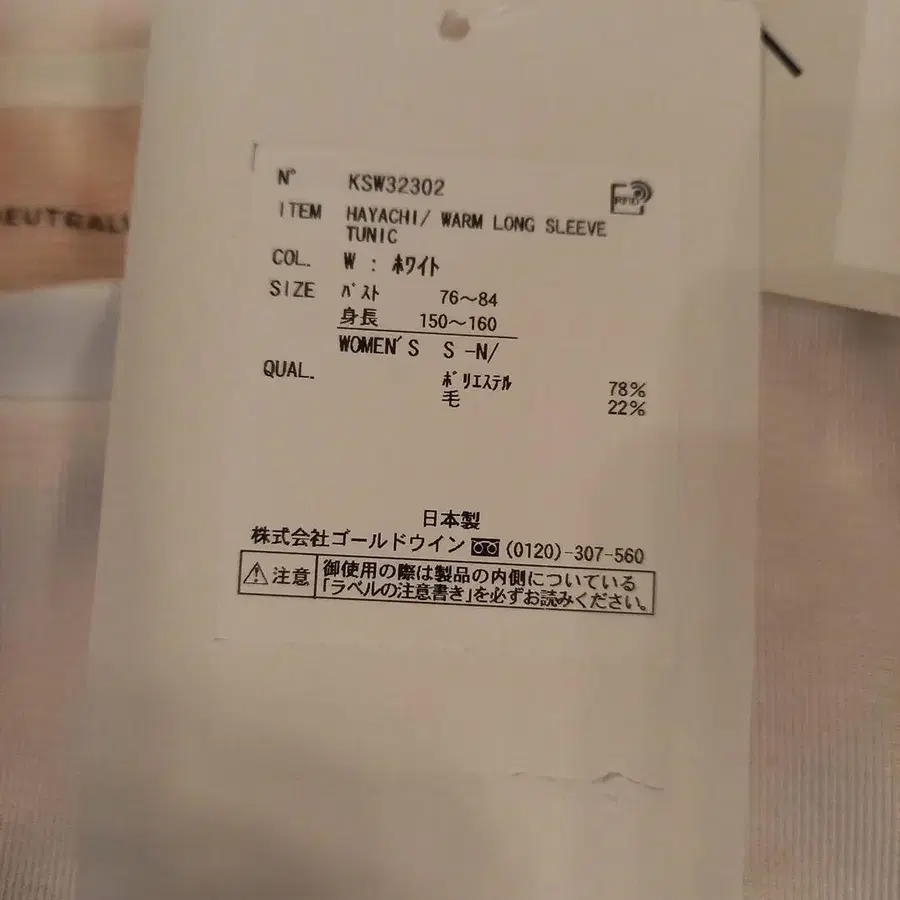 EUTRAL
N° KSW32302
RFID
ITEM HAYACHI/ WARM LONG SLEEVE
TUNIC
COL. W : ホワイト
SIZE バスト 76～84
身長 150～160
WOMEN'S S -N/
QUAL. ポリエステル 78%
毛 22%
日本製
株式会社ゴールドウイン (0120)-307-560
注意 御使用の際は製品の内側についている
「ラベルの注意書き」を必ずお読みください。